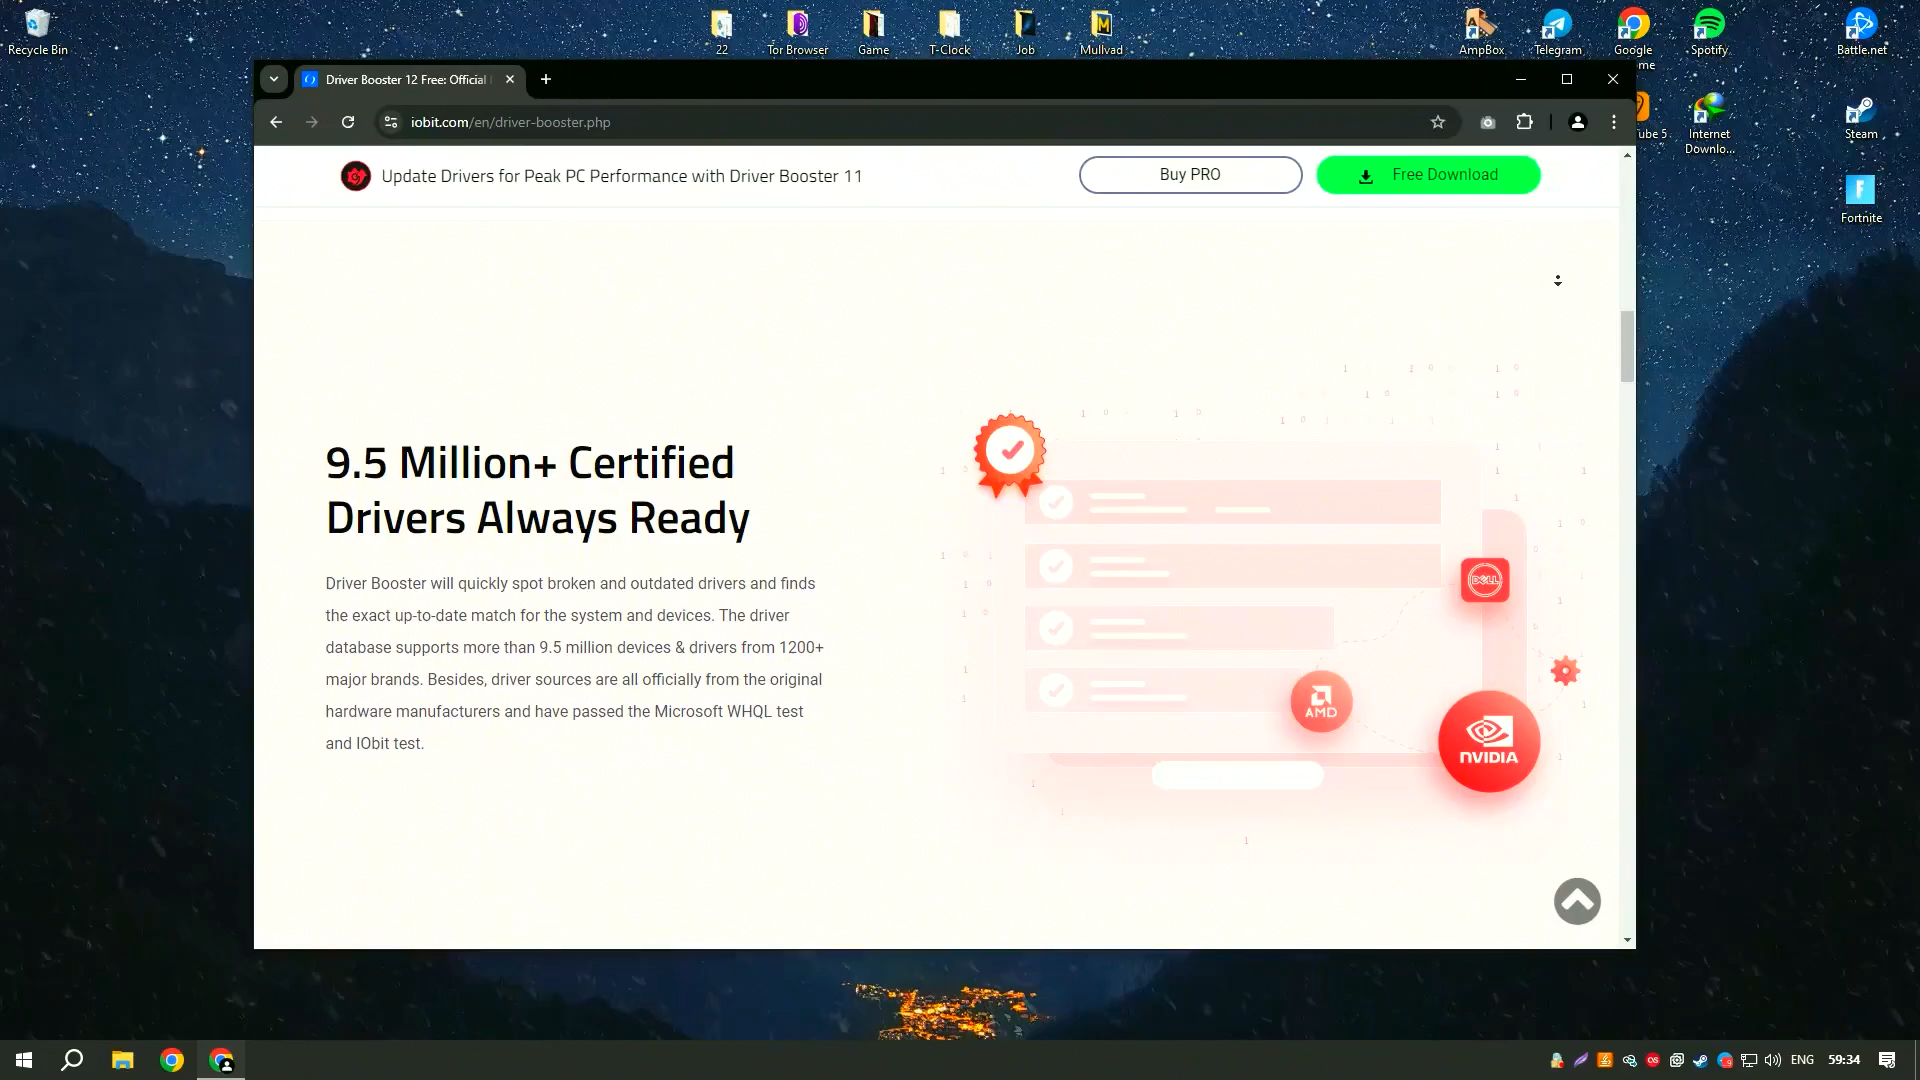 Recycle Bin
22
Tor Browser
Game
T-Clock
Job
Mullvad
AmpBox
Telegram
Google
me
Spotify
Battle.net
Driver Booster 12 Free: Official
iobit.com/en/driver-booster.php
ube 5
Internet
Downlo...
Steam
Fortnite
Update Drivers for Peak PC Performance with Driver Booster 11
Buy PRO
Free Download
9.5 Million+ Certified
Drivers Always Ready
Driver Booster will quickly spot broken and outdated drivers and finds
the exact up-to-date match for the system and devices. The driver
database supports more than 9.5 million devices & drivers from 1200+
major brands. Besides, driver sources are all officially from the original
hardware manufacturers and have passed the Microsoft WHQL test
and IObit test.
DELL
AMD
NVIDIA
ENG
59:34